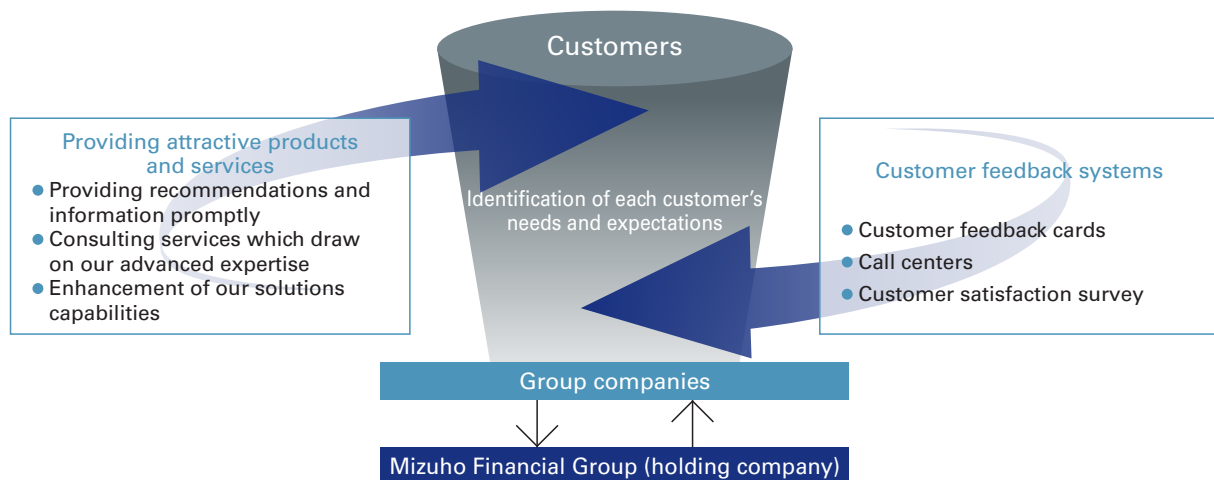 Customers
Providing attractive products
and services
● Providing recommendations and
information promptly
● Consulting services which draw
on our advanced expertise
● Enhancement of our solutions
capabilities
Identification of each customer's
needs and expectations
Customer feedback systems
● Customer feedback cards
● Call centers
● Customer satisfaction survey
Group companies
Mizuho Financial Group (holding company)